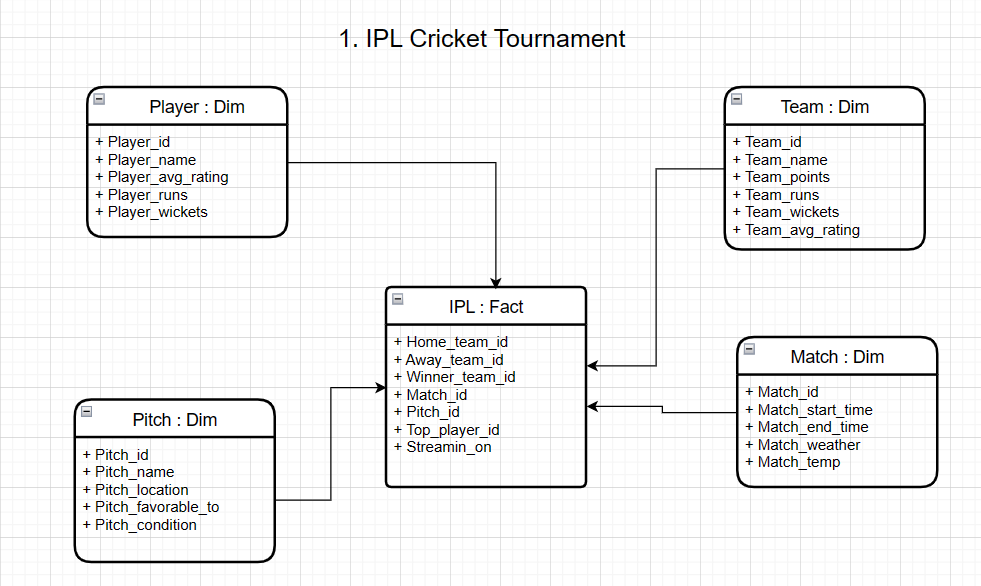 1. IPL Cricket Tournament
Player : Dim
+ Player_id
+ Player_name
+ Player_avg_rating
+ Player_runs
+ Player_wickets
Team : Dim
+ Team_id
+ Team_name
+ Team_points
+ Team_runs
+ Team_wickets
+ Team_avg_rating
IPL : Fact
+ Home_team_id
+ Away_team_id
+ Winner_team_id
+ Match_id
+ Pitch_id
+ Top_player_id
+ Streamin_on
Match : Dim
+ Match_id
+ Match_start_time
+ Match_end_time
+ Match_weather
+ Match_temp
Pitch : Dim
+ Pitch_id
+ Pitch_name
+ Pitch_location
+ Pitch_favorable_to
+ Pitch_condition